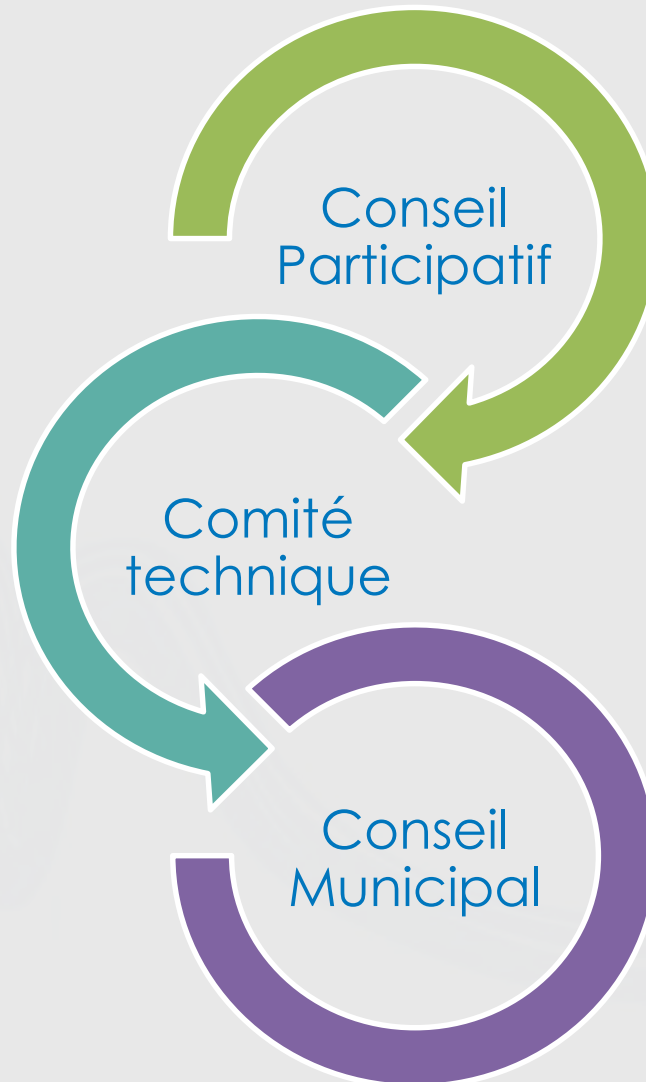 Conseil
Participatif
Comité
technique
Conseil
Municipal